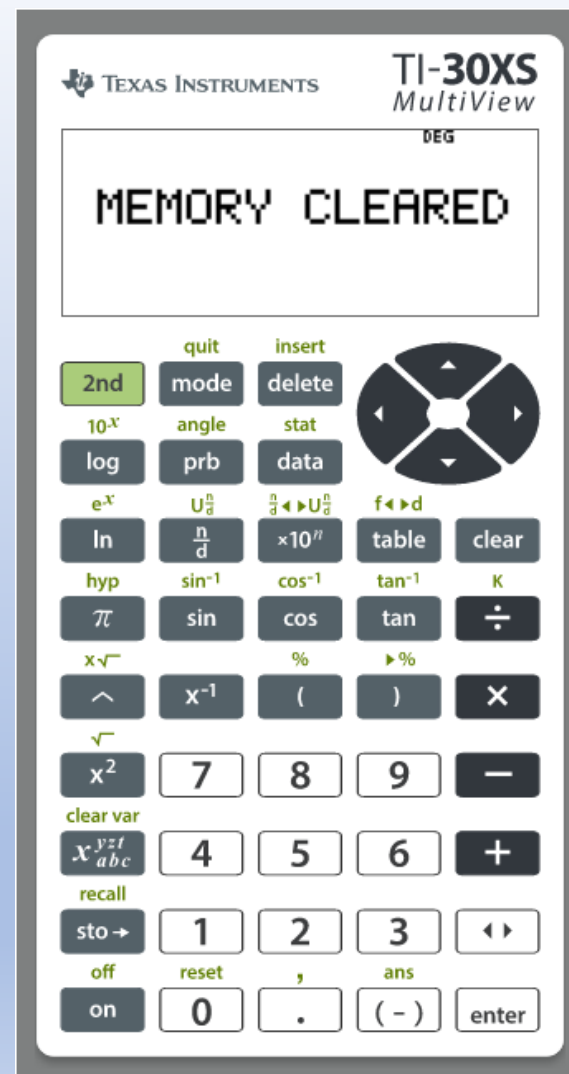 TEXAS INSTRUMENTS
TI-30XS
MultiView
DEG
MEMORY CLEARED
quit insert
2nd mode delete
10ˣ angle stat
log prb data
eˣ U n/d n/d ◂ ▸ U n/d f ◂ ▸ d
ln n/d ×10ⁿ table clear
hyp sin⁻¹ cos⁻¹ tan⁻¹ K
π sin cos tan ÷
x√ % ▸%
^ x⁻¹ ( ) ×
√
x² 7 8 9 −
clear var
x yzt abc 4 5 6 +
recall
sto→ 1 2 3 ◂ ▸
off reset , ans
on 0 . (-) enter